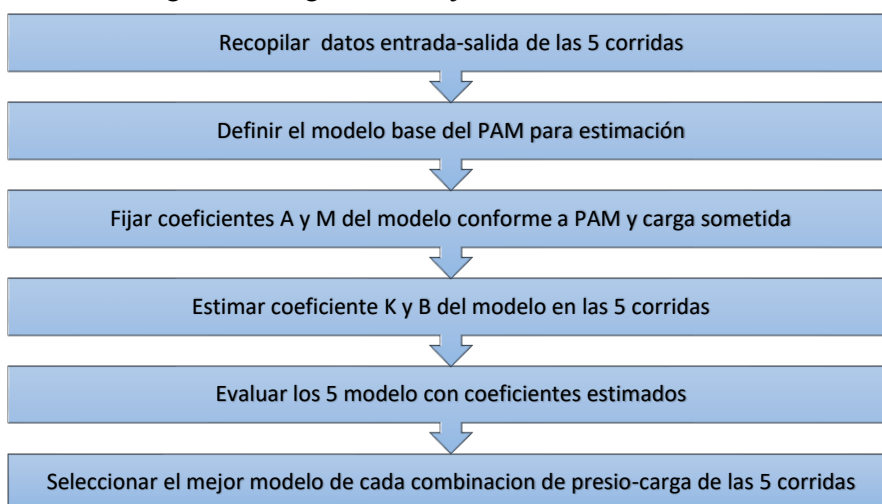 Recopilar datos entrada-salida de las 5 corridas
Definir el modelo base del PAM para estimación
Fijar coeficientes A y M del modelo conforme a PAM y carga sometida
Estimar coeficiente K y B del modelo en las 5 corridas
Evaluar los 5 modelo con coeficientes estimados
Seleccionar el mejor modelo de cada combinacion de presio-carga de las 5 corridas